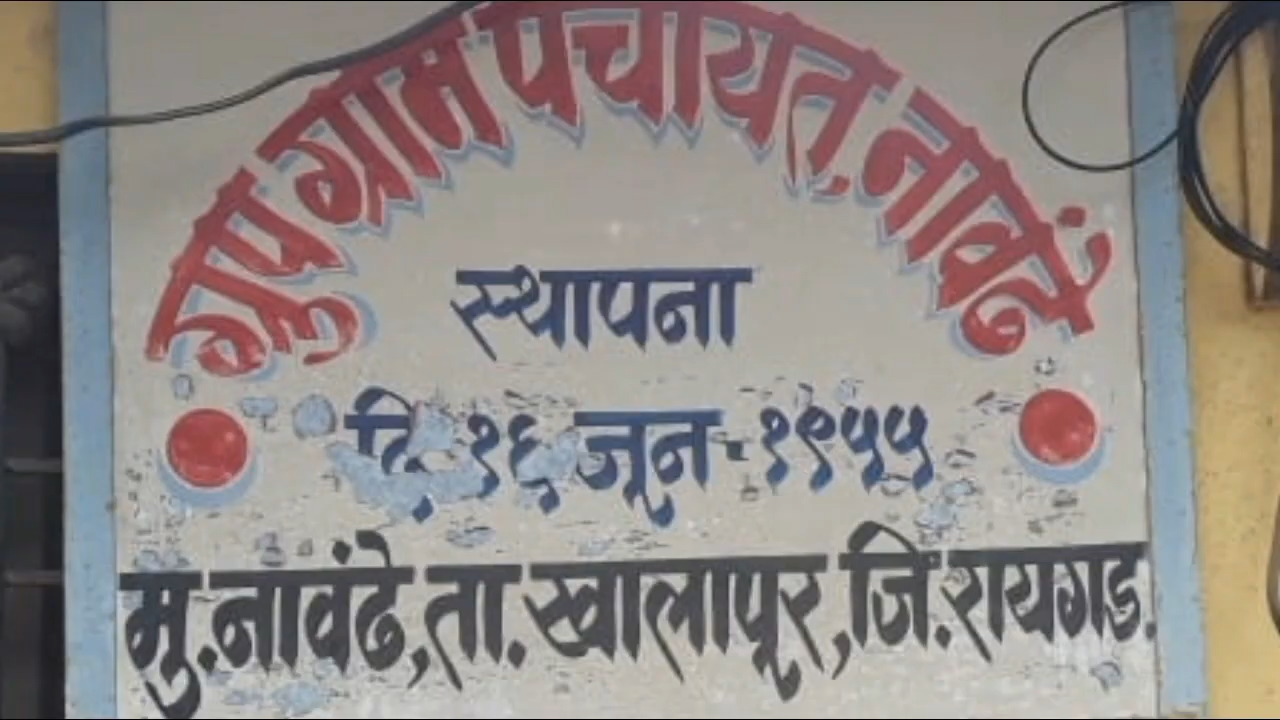 ग्रुप ग्राम पंचायत, नावंढे
स्थापना
दि. १६ जून - १९५५
मु. नावंढे, ता. खालापूर, जि. रायगड.